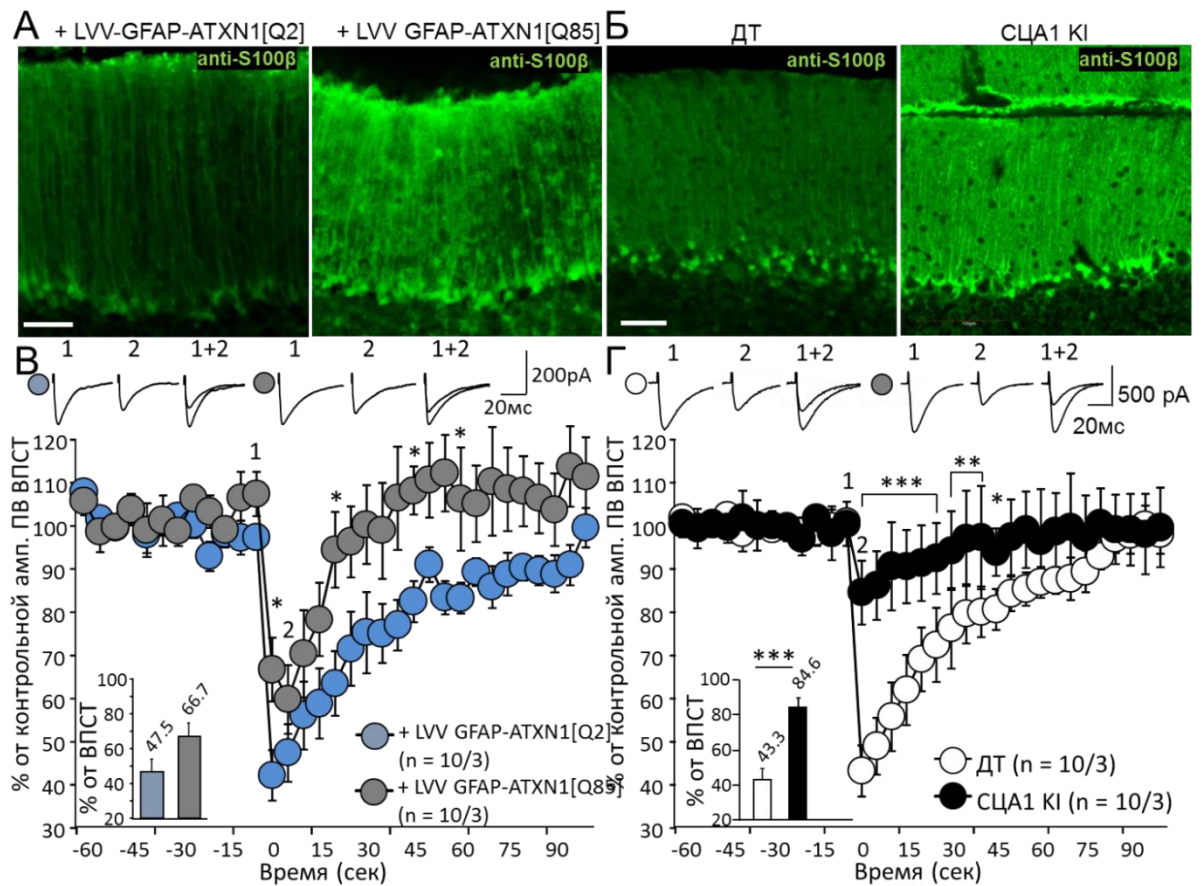 А + LVV-GFAP-ATXN1[Q2] + LVV GFAP-ATXN1[Q85]
anti-S100β anti-S100β
Б ДТ СЦА1 KI
anti-S100β anti-S100β
В
1 2 1+2 1 2 1+2
200pA
20мс
% от контрольной амп. ПВ ВПСТ
120
110
100
90
80
70
60
50
40
30
1
*
2
*
*
*
% от ВПСТ
100
80
60
40
20
47.5
66.7
+ LVV GFAP-ATXN1[Q2]
(n = 10/3)
+ LVV GFAP-ATXN1[Q85]
(n = 10/3)
-60 -30 -15 0 15 30 45 60 75 90
Время (сек)
Г
1 2 1+2 1 2 1+2
500 pA
20мс
% от контрольной амп. ПВ ВПСТ
120
110
100
90
80
70
60
50
40
30
1
2
***
**
*
% от ВПСТ
100
80
60
40
20
***
43.3
84.6
ДТ (n = 10/3)
СЦА1 KI (n = 10/3)
-60 -30 -15 0 15 30 45 60 75 90
Время (сек)